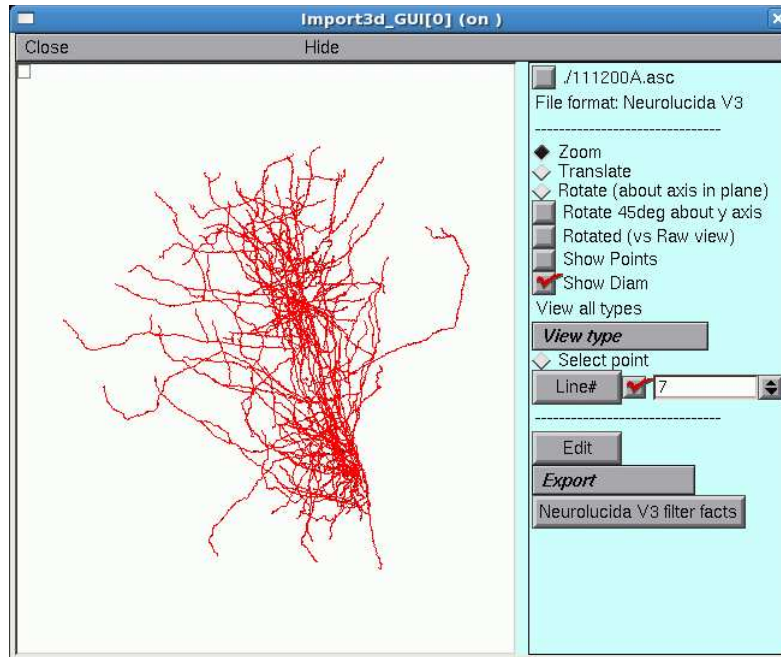 Import3d_GUI[0] (on )
Close
Hide
./111200A.asc
File format: Neurolucida V3
-------------------------------
Zoom
Translate
Rotate (about axis in plane)
Rotate 45deg about y axis
Rotated (vs Raw view)
Show Points
Show Diam
View all types
View type
Select point
Line# 7
-------------------------------
Edit
Export
Neurolucida V3 filter facts